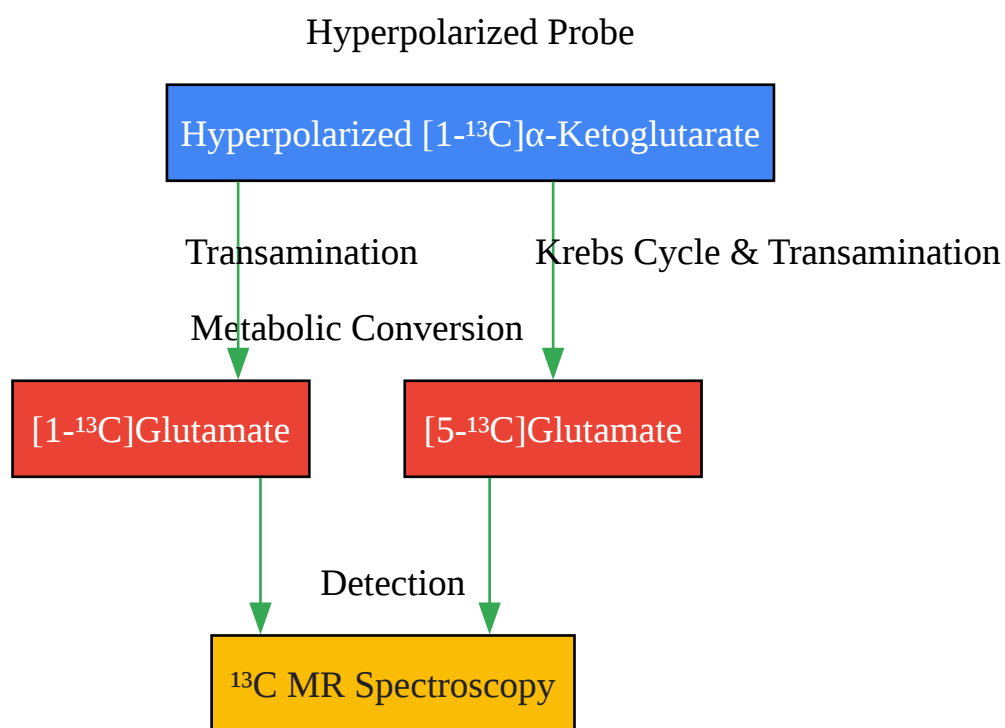 Hyperpolarized Probe
Hyperpolarized [1-¹³C]α-Ketoglutarate
Transamination
Krebs Cycle & Transamination
Metabolic Conversion
[1-¹³C]Glutamate
[5-¹³C]Glutamate
Detection
¹³C MR Spectroscopy